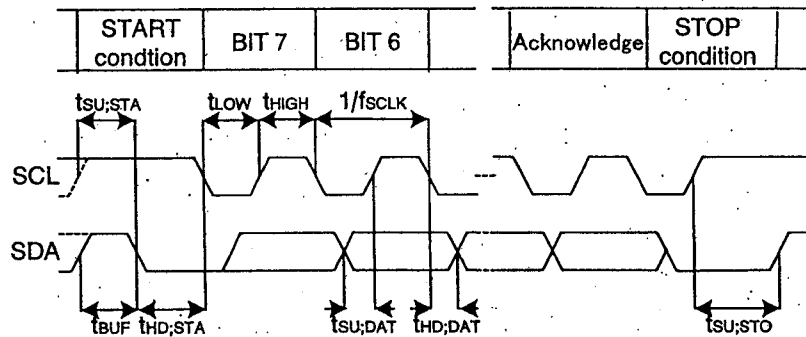 START condtion
BIT 7
BIT 6
Acknowledge
STOP condition
tSU;STA
tLOW
tHIGH
1/fSCLK
SCL
SDA
tBUF
tHD;STA
tSU;DAT
tHD;DAT
tSU;STO